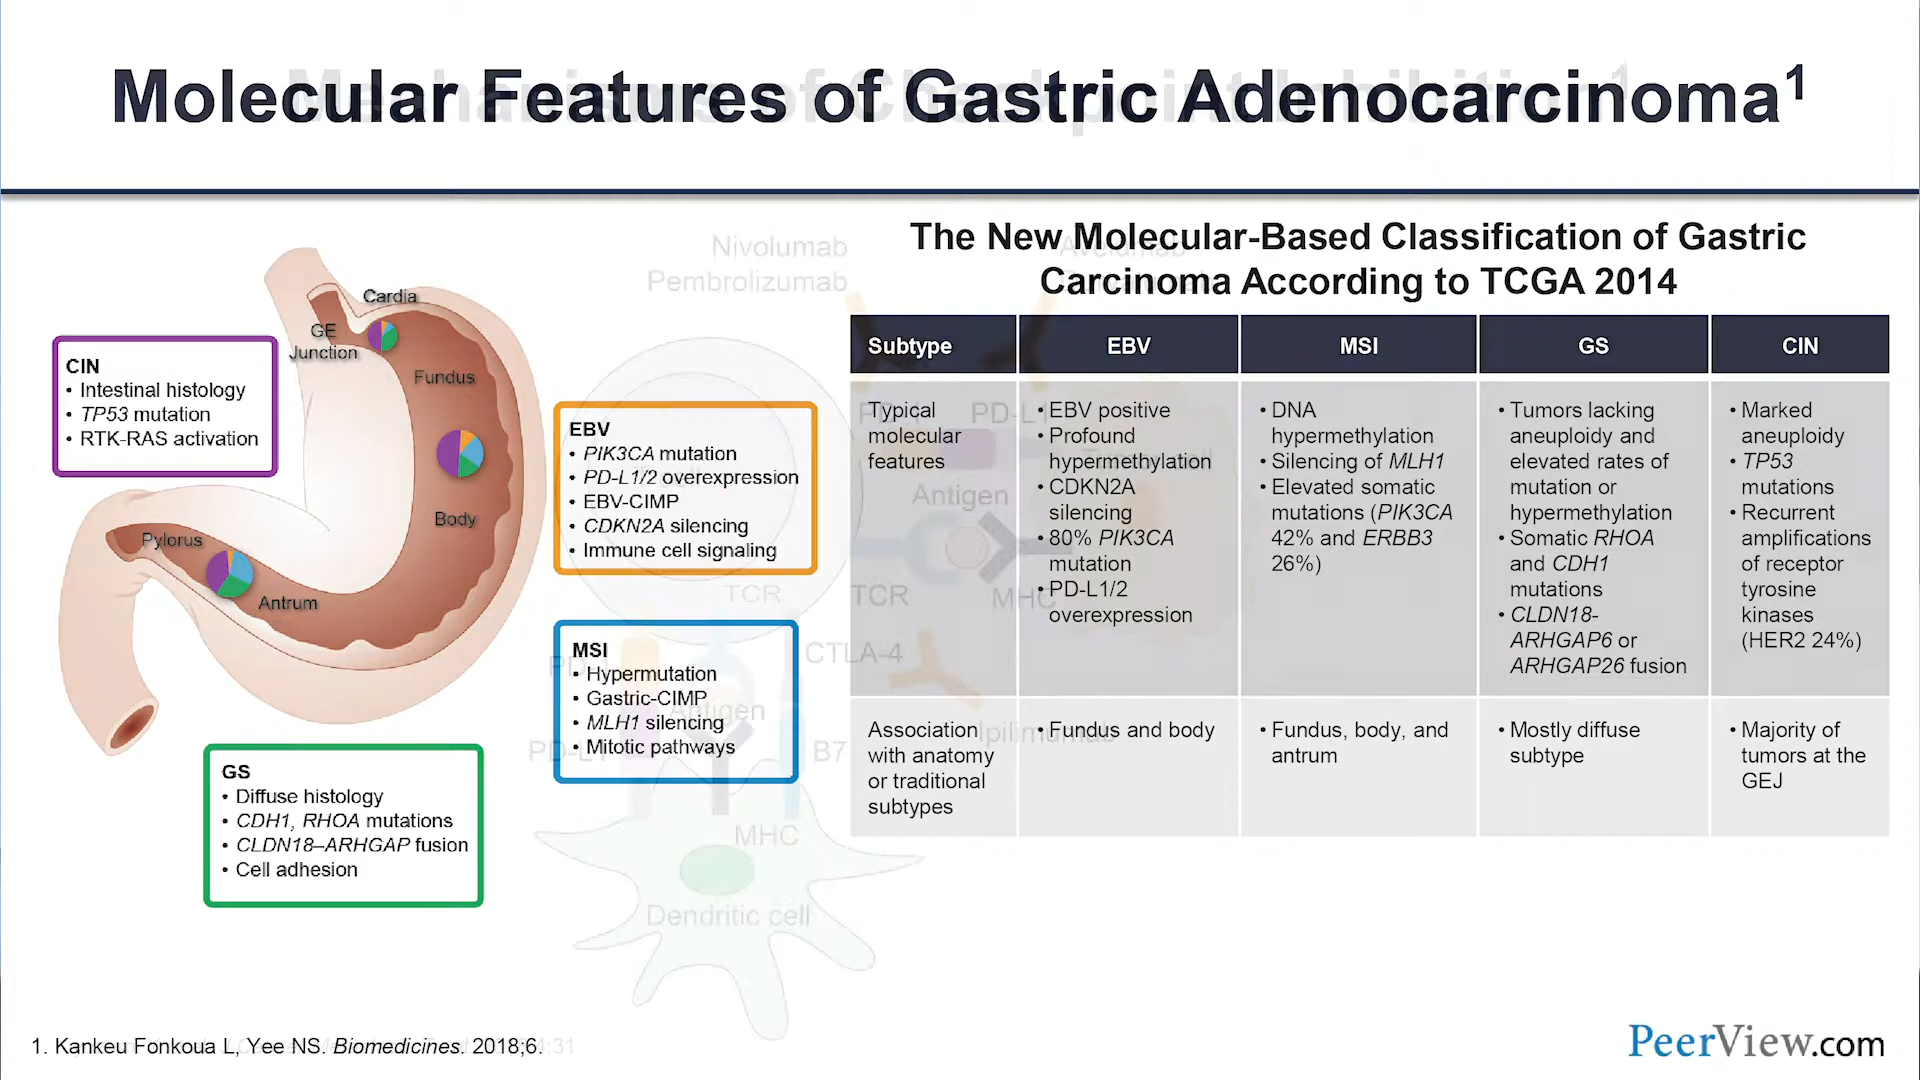 Molecular Features of Gastric Adenocarcinoma1
The New Molecular-Based Classification of Gastric
Carcinoma According to TCGA 2014
Cardia
GE
Junction
Fundus
Body
Pylorus
Antrum
CIN
• Intestinal histology
• TP53 mutation
• RTK-RAS activation
EBV
• PIK3CA mutation
• PD-L1/2 overexpression
• EBV-CIMP
• CDKN2A silencing
• Immune cell signaling
MSI
• Hypermutation
• Gastric-CIMP
• MLH1 silencing
• Mitotic pathways
GS
• Diffuse histology
• CDH1, RHOA mutations
• CLDN18–ARHGAP fusion
• Cell adhesion
Subtype
EBV
MSI
GS
CIN
Typical
molecular
features
• EBV positive
• Profound
hypermethylation
• CDKN2A
silencing
• 80% PIK3CA
mutation
• PD-L1/2
overexpression
• DNA
hypermethylation
• Silencing of MLH1
• Elevated somatic
mutations (PIK3CA
42% and ERBB3
26%)
• Tumors lacking
aneuploidy and
elevated rates of
mutation or
hypermethylation
• Somatic RHOA
and CDH1
mutations
• CLDN18-
ARHGAP6 or
ARHGAP26 fusion
• Marked
aneuploidy
• TP53
mutations
• Recurrent
amplifications
of receptor
tyrosine
kinases
(HER2 24%)
Association
with anatomy
or traditional
subtypes
• Fundus and body
• Fundus, body, and
antrum
• Mostly diffuse
subtype
• Majority of
tumors at the
GEJ
Nivolumab
Pembrolizumab
PD-L1
Antigen
TCR
TCR
MHC
CTLA-4
PD-1
Antigen
Ipilimumab
PD-L1
B7
MHC
Dendritic cell
1. Kankeu Fonkoua L, Yee NS. Biomedicines. 2018;6.
PeerView.com